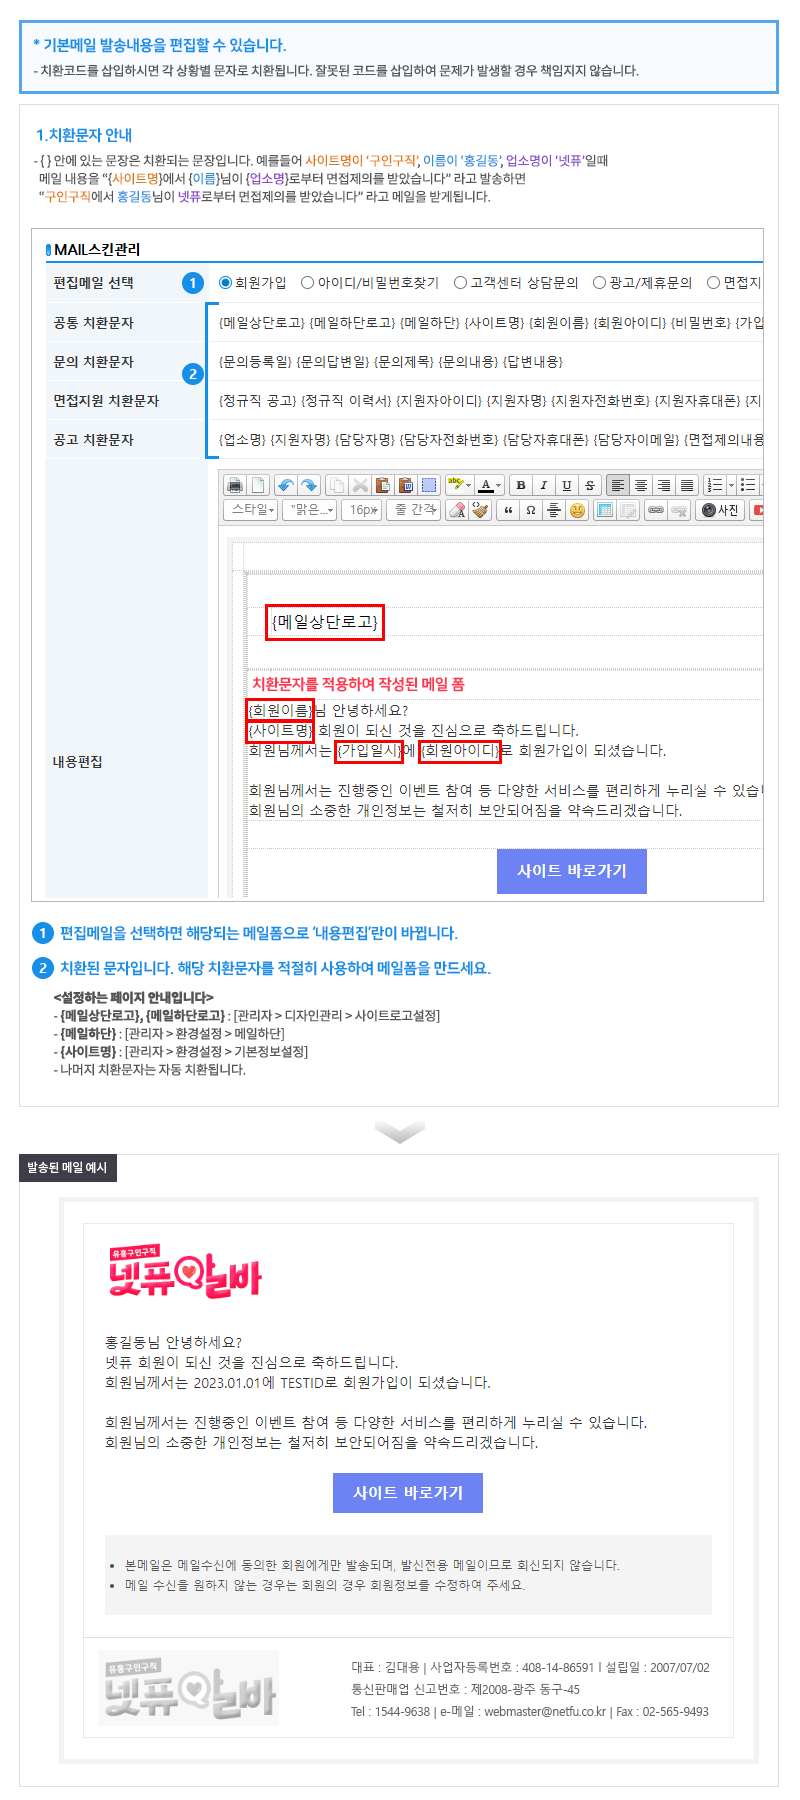 * 기본메일 발송내용을 편집할 수 있습니다.
- 치환코드를 삽입하시면 각 상황별 문자로 치환됩니다. 잘못된 코드를 삽입하여 문제가 발생할 경우 책임지지 않습니다.
1.치환문자 안내
- { } 안에 있는 문장은 치환되는 문장입니다. 예를들어 사이트명이 ‘구인구직’, 이름이 ‘홍길동’, 업소명이 ‘넷퓨’일때
메일 내용을 “{사이트명}에서 {이름}님이 {업소명}로부터 면접제의를 받았습니다” 라고 발송하면
“구인구직에서 홍길동님이 넷퓨로부터 면접제의를 받았습니다” 라고 메일을 받게됩니다.
MAIL스킨관리
편집메일 선택 1 회원가입 아이디/비밀번호찾기 고객센터 상담문의 광고/제휴문의 면접지
공통 치환문자 {메일상단로고} {메일하단로고} {메일하단} {사이트명} {회원이름} {회원아이디} {비밀번호} {가입
문의 치환문자 {문의등록일} {문의답변일} {문의제목} {문의내용} {답변내용}
2
면접지원 치환문자 {정규직 공고} {정규직 이력서} {지원자아이디} {지원자명} {지원자전화번호} {지원자휴대폰} {지
공고 치환문자 {업소명} {지원자명} {담당자명} {담당자전화번호} {담당자휴대폰} {담당자이메일} {면접제의내용
abc A B I U S
스타일 "맑은... 16px 줄 간격 “ Ω 사진
{메일상단로고}
치환문자를 적용하여 작성된 메일 폼
{회원이름}님 안녕하세요?
{사이트명} 회원이 되신 것을 진심으로 축하드립니다.
회원님께서는 {가입일시}에 {회원아이디}로 회원가입이 되셨습니다.
내용편집
회원님께서는 진행중인 이벤트 참여 등 다양한 서비스를 편리하게 누리실 수 있습니
회원님의 소중한 개인정보는 철저히 보안되어짐을 약속드리겠습니다.
사이트 바로가기
1 편집메일을 선택하면 해당되는 메일폼으로 ‘내용편집’란이 바뀝니다.
2 치환된 문자입니다. 해당 치환문자를 적절히 사용하여 메일폼을 만드세요.
<설정하는 페이지 안내입니다>
- {메일상단로고}, {메일하단로고} : [관리자 > 디자인관리 > 사이트로고설정]
- {메일하단} : [관리자 > 환경설정 > 메일하단]
- {사이트명} : [관리자 > 환경설정 > 기본정보설정]
- 나머지 치환문자는 자동 치환됩니다.
발송된 메일 예시
유흥구인구직
넷퓨알바
홍길동님 안녕하세요?
넷퓨 회원이 되신 것을 진심으로 축하드립니다.
회원님께서는 2023.01.01에 TESTID로 회원가입이 되셨습니다.
회원님께서는 진행중인 이벤트 참여 등 다양한 서비스를 편리하게 누리실 수 있습니다.
회원님의 소중한 개인정보는 철저히 보안되어짐을 약속드리겠습니다.
사이트 바로가기
• 본메일은 메일수신에 동의한 회원에게만 발송되며, 발신전용 메일이므로 회신되지 않습니다.
• 메일 수신을 원하지 않는 경우는 회원의 경우 회원정보를 수정하여 주세요.
유흥구인구직
넷퓨알바
대표 : 김대용 | 사업자등록번호 : 408-14-86591 l 설립일 : 2007/07/02
통신판매업 신고번호 : 제2008-광주 동구-45
Tel : 1544-9638 | e-메일 : webmaster@netfu.co.kr | Fax : 02-565-9493